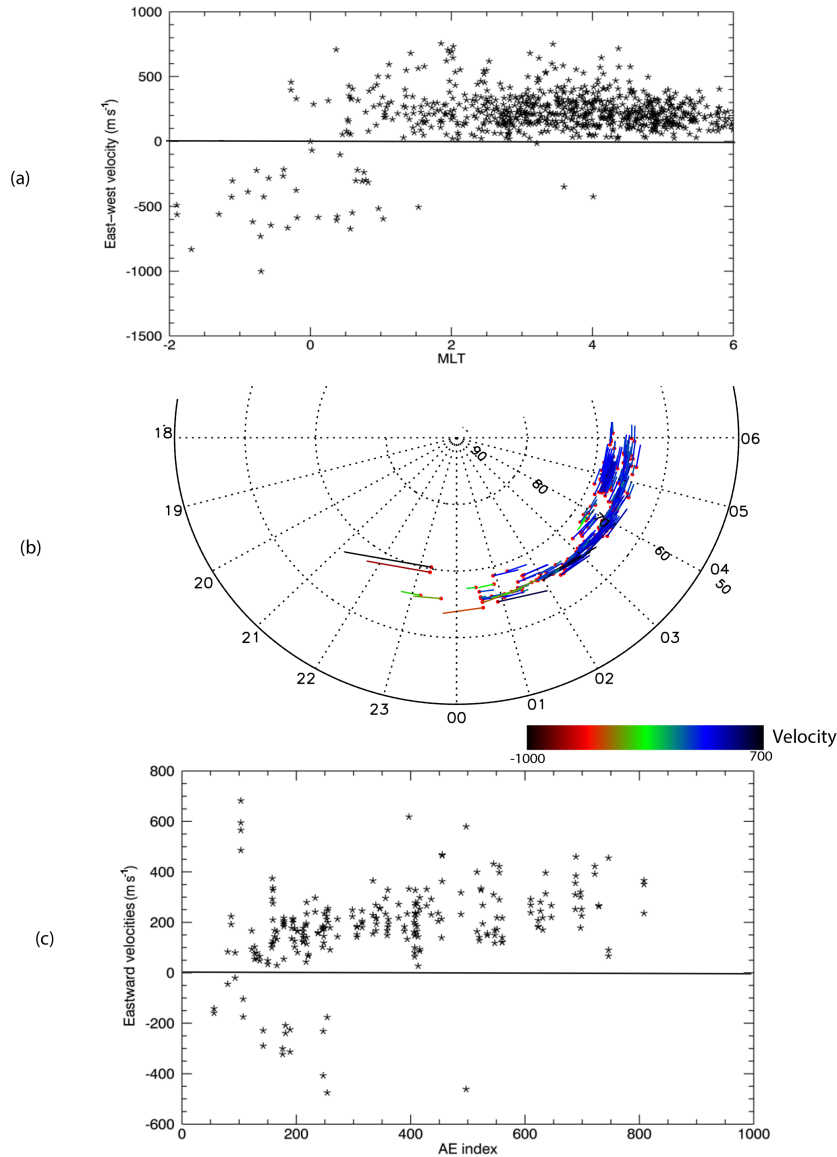 (a)
East-west velocity (m s⁻¹)
1000
500
0
-500
-1000
-1500
-2 0 2 4 6
MLT
(b)
18 06
19 05
20 04
21 03
22 02
23 01
00
90
80
70
60
50
-1000 700 Velocity
(c)
Eastward velocities (m s⁻¹)
800
600
400
200
0
-200
-400
-600
0 200 400 600 800 1000
AE index